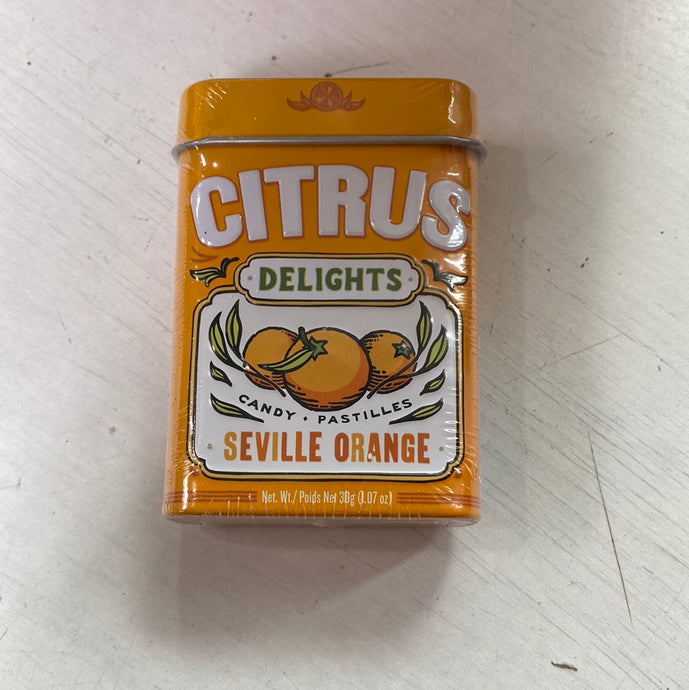 CITRUS
DELIGHTS
CANDY • PASTILLES
SEVILLE ORANGE
Net. Wt./ Poids Net 30g (1.07 oz)